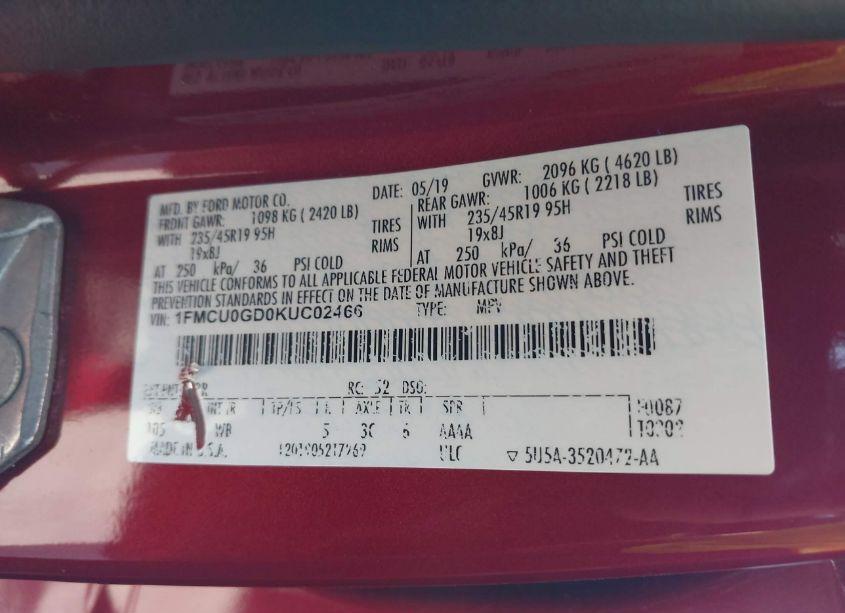 MFD. BY FORD MOTOR CO.
DATE: 05/19 GVWR: 2096 KG ( 4620 LB)
FRONT GAWR: 1098 KG ( 2420 LB)
WITH 235/45R19 95H TIRES
19x8J RIMS
AT 250 kPa/ 36 PSI COLD
REAR GAWR: 1006 KG ( 2218 LB)
WITH 235/45R19 95H TIRES
19x8J RIMS
AT 250 kPa/ 36 PSI COLD
THIS VEHICLE CONFORMS TO ALL APPLICABLE FEDERAL MOTOR VEHICLE SAFETY AND THEFT
PREVENTION STANDARDS IN EFFECT ON THE DATE OF MANUFACTURE SHOWN ABOVE.
VIN: 1FMCU0GD0KUC02466 TYPE: MPV
RC: 52 DSO:
TP/PS AXLE TR SPR
WB 5 6 AAAA
MADE IN U.S.A. ULC ▽ 5U5A-3520472-AA